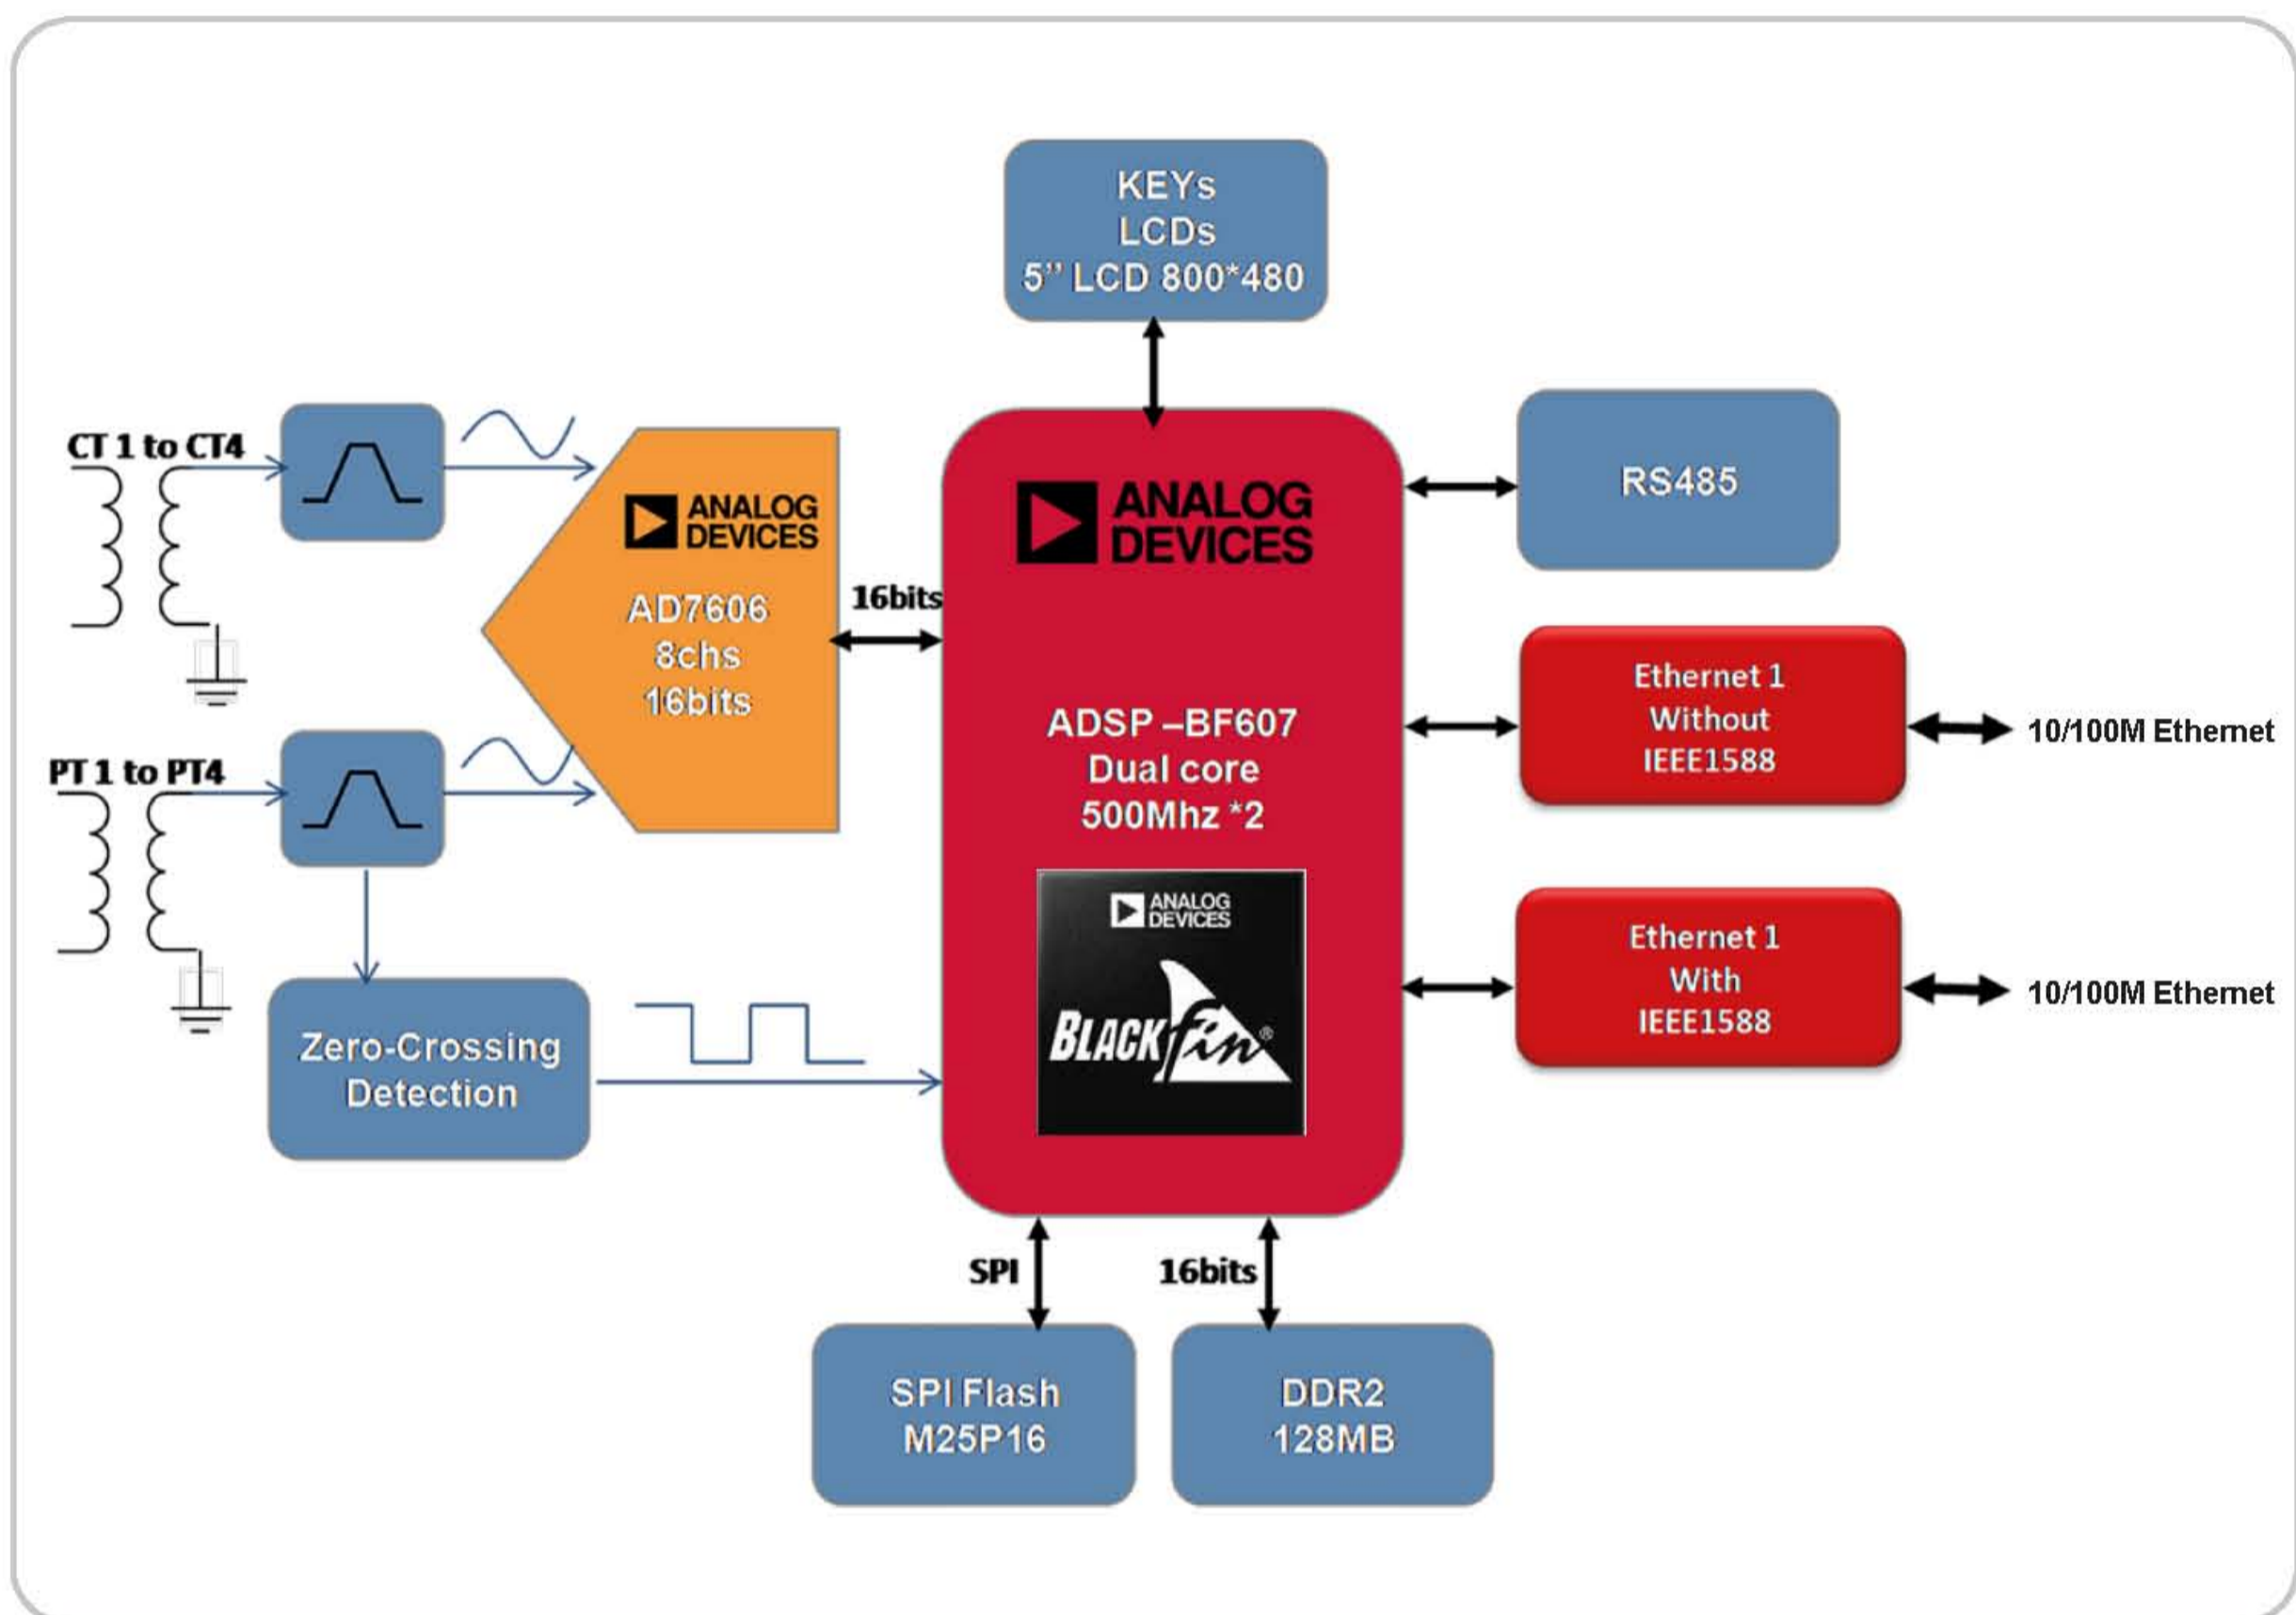 KEYs
LCDs
5” LCD 800*480
CT 1 to CT4
ANALOG
DEVICES
AD7606
8chs
16bits
16bits
PT 1 to PT4
Zero-Crossing
Detection
ANALOG
DEVICES
ADSP –BF607
Dual core
500Mhz *2
ANALOG
DEVICES
BLACKfin®
RS485
Ethernet 1
Without
IEEE1588
10/100M Ethernet
Ethernet 1
With
IEEE1588
10/100M Ethernet
SPI
16bits
SPI Flash
M25P16
DDR2
128MB